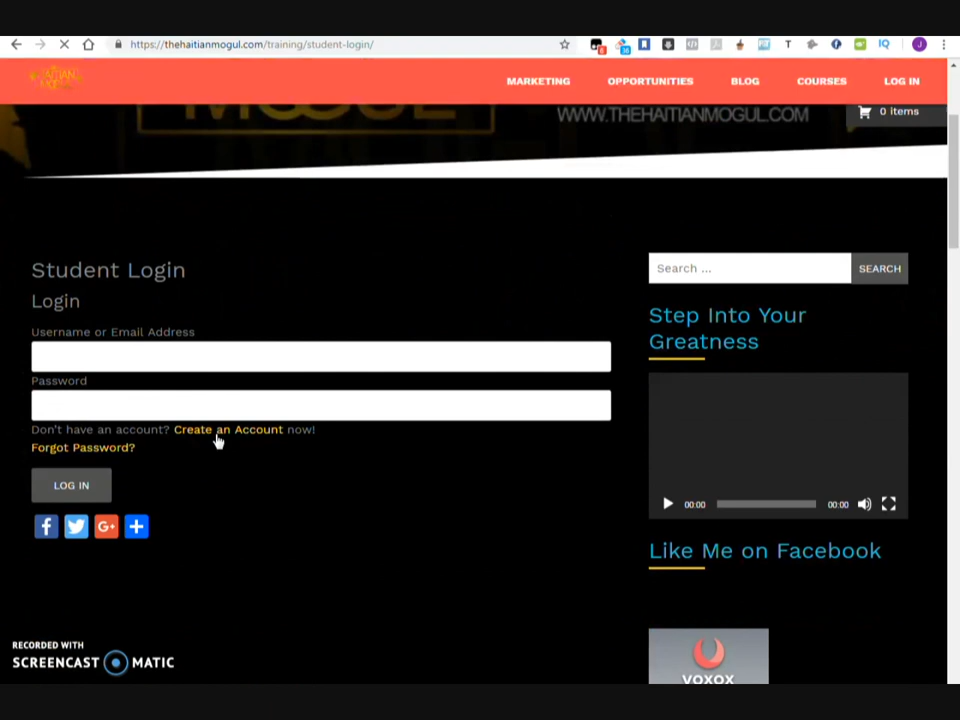 https://thehaitianmogul.com/training/student-login/
MARKETING OPPORTUNITIES BLOG COURSES LOG IN
WWW.THEHAITIANMOGUL.COM
0 items
Student Login
Login
Username or Email Address
Password
Don't have an account? Create an Account now!
Forgot Password?
LOG IN
Search ...
SEARCH
Step Into Your
Greatness
00:00
00:00
Like Me on Facebook
VOXOX
RECORDED WITH
SCREENCAST MATIC